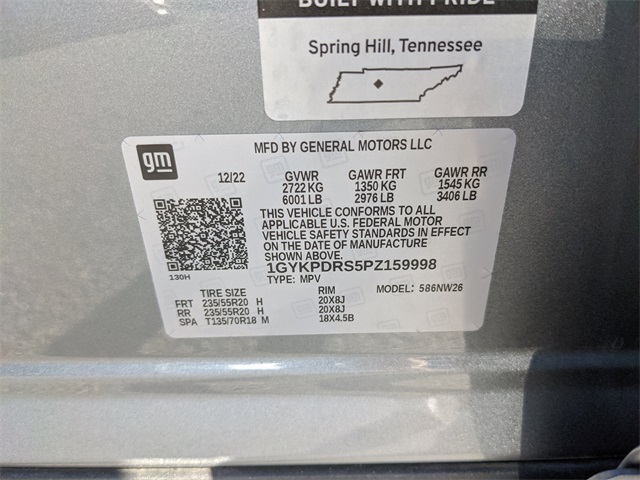 BUILT WITH PRIDE
Spring Hill, Tennessee
gm
MFD BY GENERAL MOTORS LLC
12/22 GVWR GAWR FRT GAWR RR
2722 KG 1350 KG 1545 KG
6001 LB 2976 LB 3406 LB
THIS VEHICLE CONFORMS TO ALL
APPLICABLE U.S. FEDERAL MOTOR
VEHICLE SAFETY STANDARDS IN EFFECT
ON THE DATE OF MANUFACTURE
SHOWN ABOVE.
1GYKPDRS5PZ159998
130H
TYPE: MPV
TIRE SIZE RIM MODEL: 586NW26
FRT 235/55R20 H 20X8J
RR 235/55R20 H 20X8J
SPA T135/70R18 M 18X4.5B